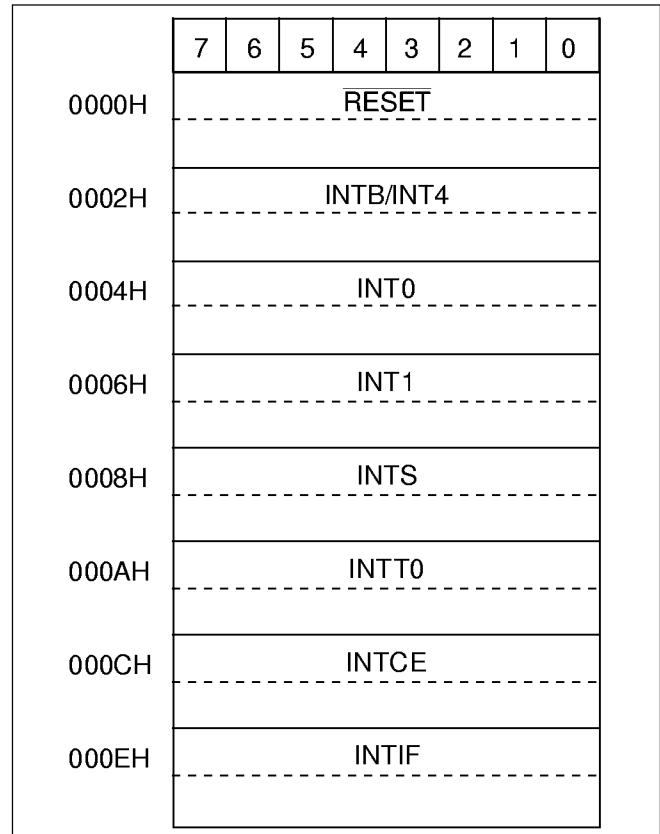 7 6 5 4 3 2 1 0
0000H R̅E̅S̅E̅T̅
0002H INTB/INT4
0004H INT0
0006H INT1
0008H INTS
000AH INTT0
000CH INTCE
000EH INTIF